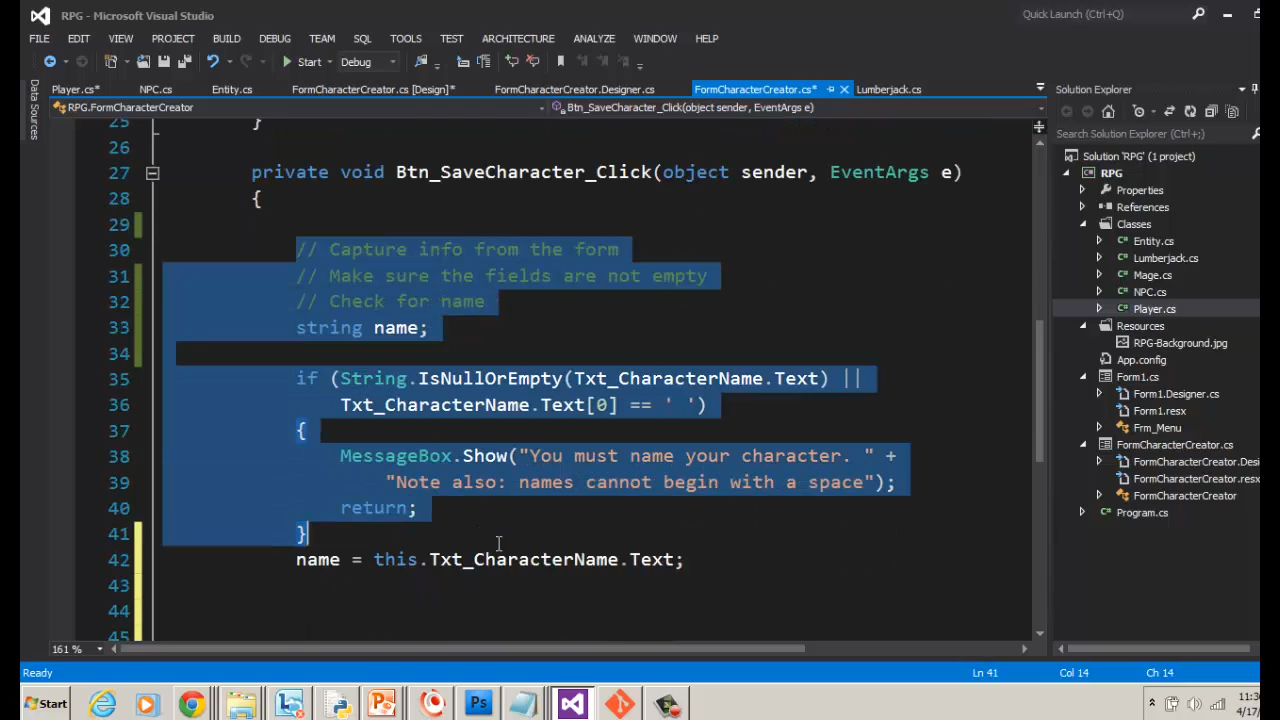 RPG - Microsoft Visual Studio
Quick Launch (Ctrl+Q)
FILE EDIT VIEW PROJECT BUILD DEBUG TEAM SQL TOOLS TEST ARCHITECTURE ANALYZE WINDOW HELP
Start Debug
Player.cs* NPC.cs Entity.cs FormCharacterCreator.cs [Design]* FormCharacterCreator.Designer.cs FormCharacterCreator.cs* Lumberjack.cs
RPG.FormCharacterCreator Btn_SaveCharacter_Click(object sender, EventArgs e)
Data Sources
25 }
26
27 private void Btn_SaveCharacter_Click(object sender, EventArgs e)
28 {
29
30 // Capture info from the form
31 // Make sure the fields are not empty
32 // Check for name
33 string name;
34
35 if (String.IsNullOrEmpty(Txt_CharacterName.Text) ||
36 Txt_CharacterName.Text[0] == ' ')
37 {
38 MessageBox.Show("You must name your character. " +
39 "Note also: names cannot begin with a space");
40 return;
41 }
42 name = this.Txt_CharacterName.Text;
43
44
45
161 %
Solution Explorer
Search Solution Explorer (Ctrl+;)
Solution 'RPG' (1 project)
RPG
Properties
References
Classes
Entity.cs
Lumberjack.cs
Mage.cs
NPC.cs
Player.cs
Resources
RPG-Background.jpg
App.config
Form1.cs
Form1.Designer.cs
Form1.resx
Frm_Menu
FormCharacterCreator.cs
FormCharacterCreator.Desi
FormCharacterCreator.resx
FormCharacterCreator
Program.cs
Ready Ln 41 Col 14 Ch 14
Start
Ps
11:30
4/17/